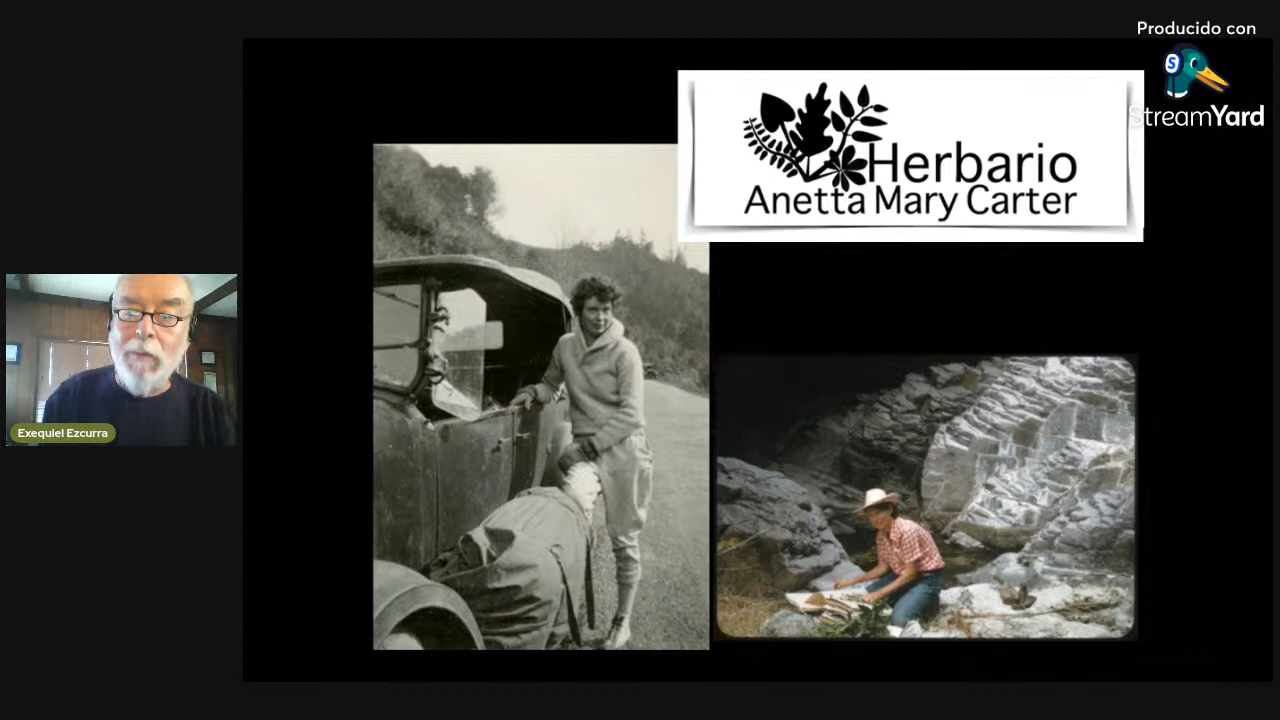 Producido con
S
StreamYard
Herbario
Anetta Mary Carter
Exequiel Ezcurra